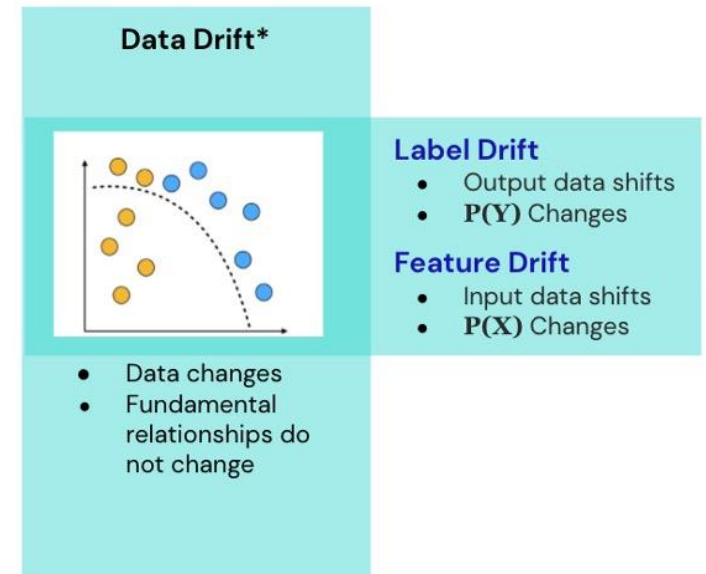 Data Drift*
Label Drift
• Output data shifts
• P(Y) Changes
Feature Drift
• Input data shifts
• P(X) Changes
• Data changes
• Fundamental
relationships do
not change